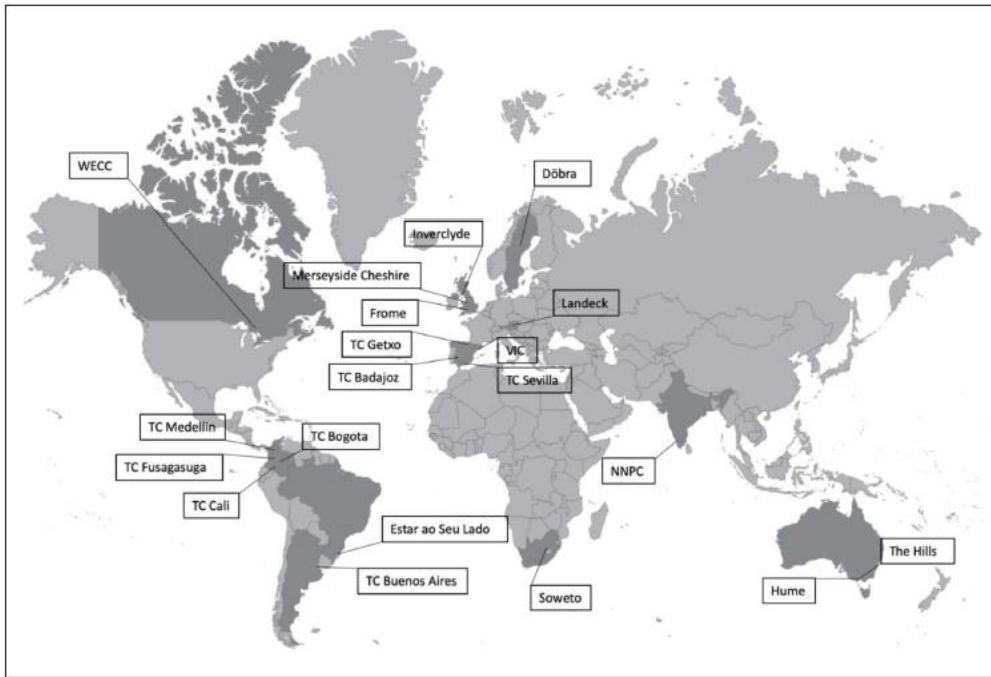 WECC
Döbra
Inverclyde
Merseyside Cheshire
Landeck
Frome
TC Getxo
VIC
TC Badajoz
TC Sevilla
TC Medellin
TC Bogota
TC Fusagasuga
NNPC
TC Cali
Estar ao Seu Lado
The Hills
TC Buenos Aires
Soweto
Hume